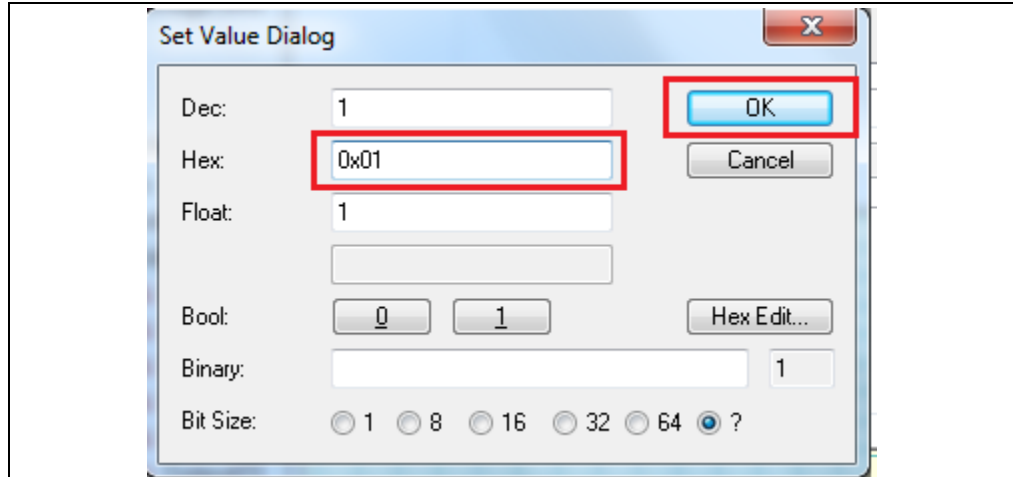 Set Value Dialog
Dec: 1 OK
Hex: 0x01 Cancel
Float: 1
Bool: 0 1 Hex Edit...
Binary: 1
Bit Size: 1 8 16 32 64 ?